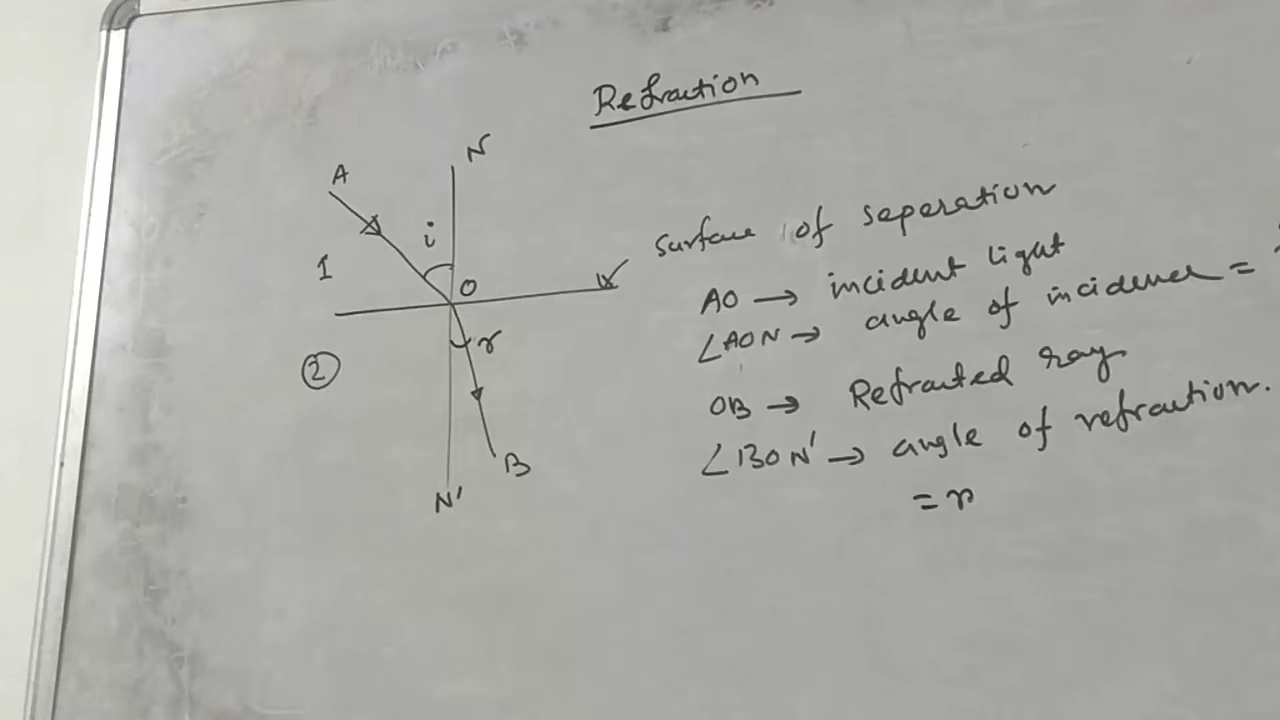 Refraction
N
A
i
I
O
surface of seperation
AO → incident light
∠AON → angle of incidence =
r
②
OB → Refracted ray
∠BON' → angle of refraction.
= r
B
N'